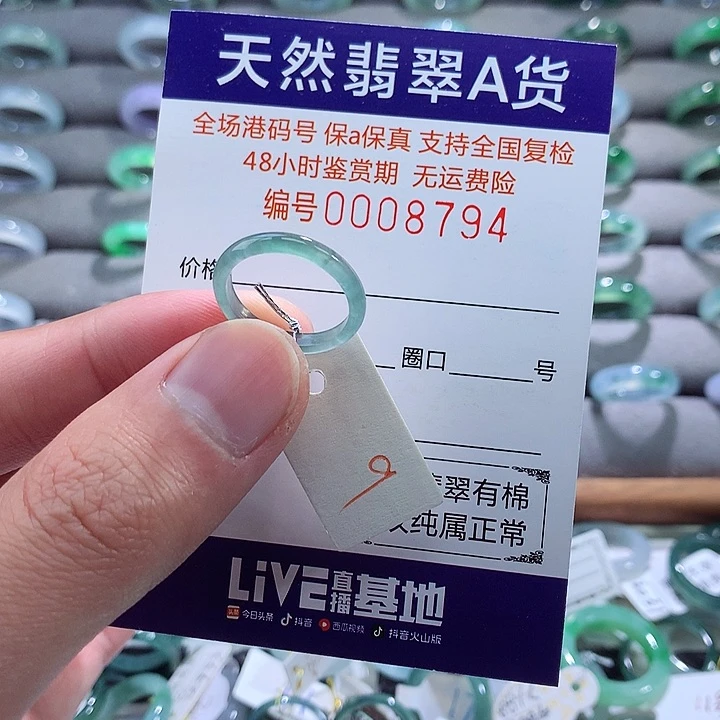 天然翡翠A货
全场港码号 保a保真 支持全国复检
48小时鉴赏期 无运费险
编号0008794
价格
圈口 号
翠有棉
纯属正常
9
LiVE直播基地
今日头条 抖音 西瓜视频 抖音火山版